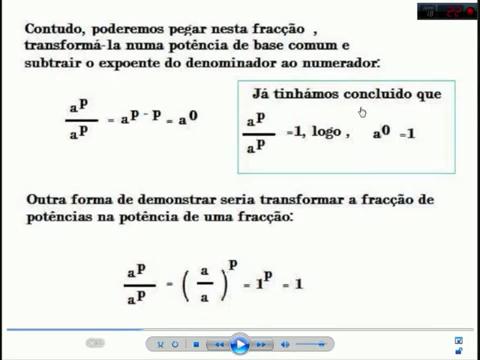 Contudo, poderemos pegar nesta fracção ,
transformá-la numa potência de base comum e
subtrair o expoente do denominador ao numerador:
a^p / a^p = a^p - p = a^0
Já tinhámos concluido que
a^p / a^p =1, logo , a^0 =1
Outra forma de demonstrar seria transformar a fracção de
potências na potência de uma fracção:
a^p / a^p = ( a / a )^p = 1^p = 1